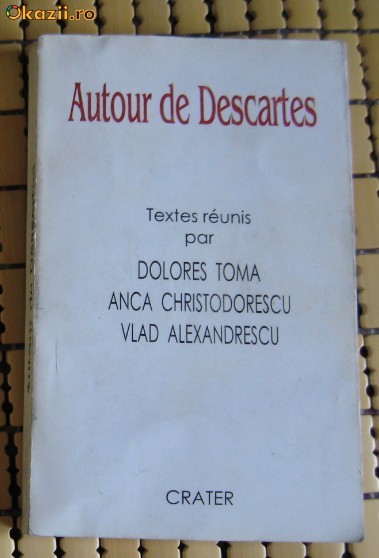 Okazii.ro
Autour de Descartes
Textes réunis
par
DOLORES TOMA
ANCA CHRISTODORESCU
VLAD ALEXANDRESCU
CRATER